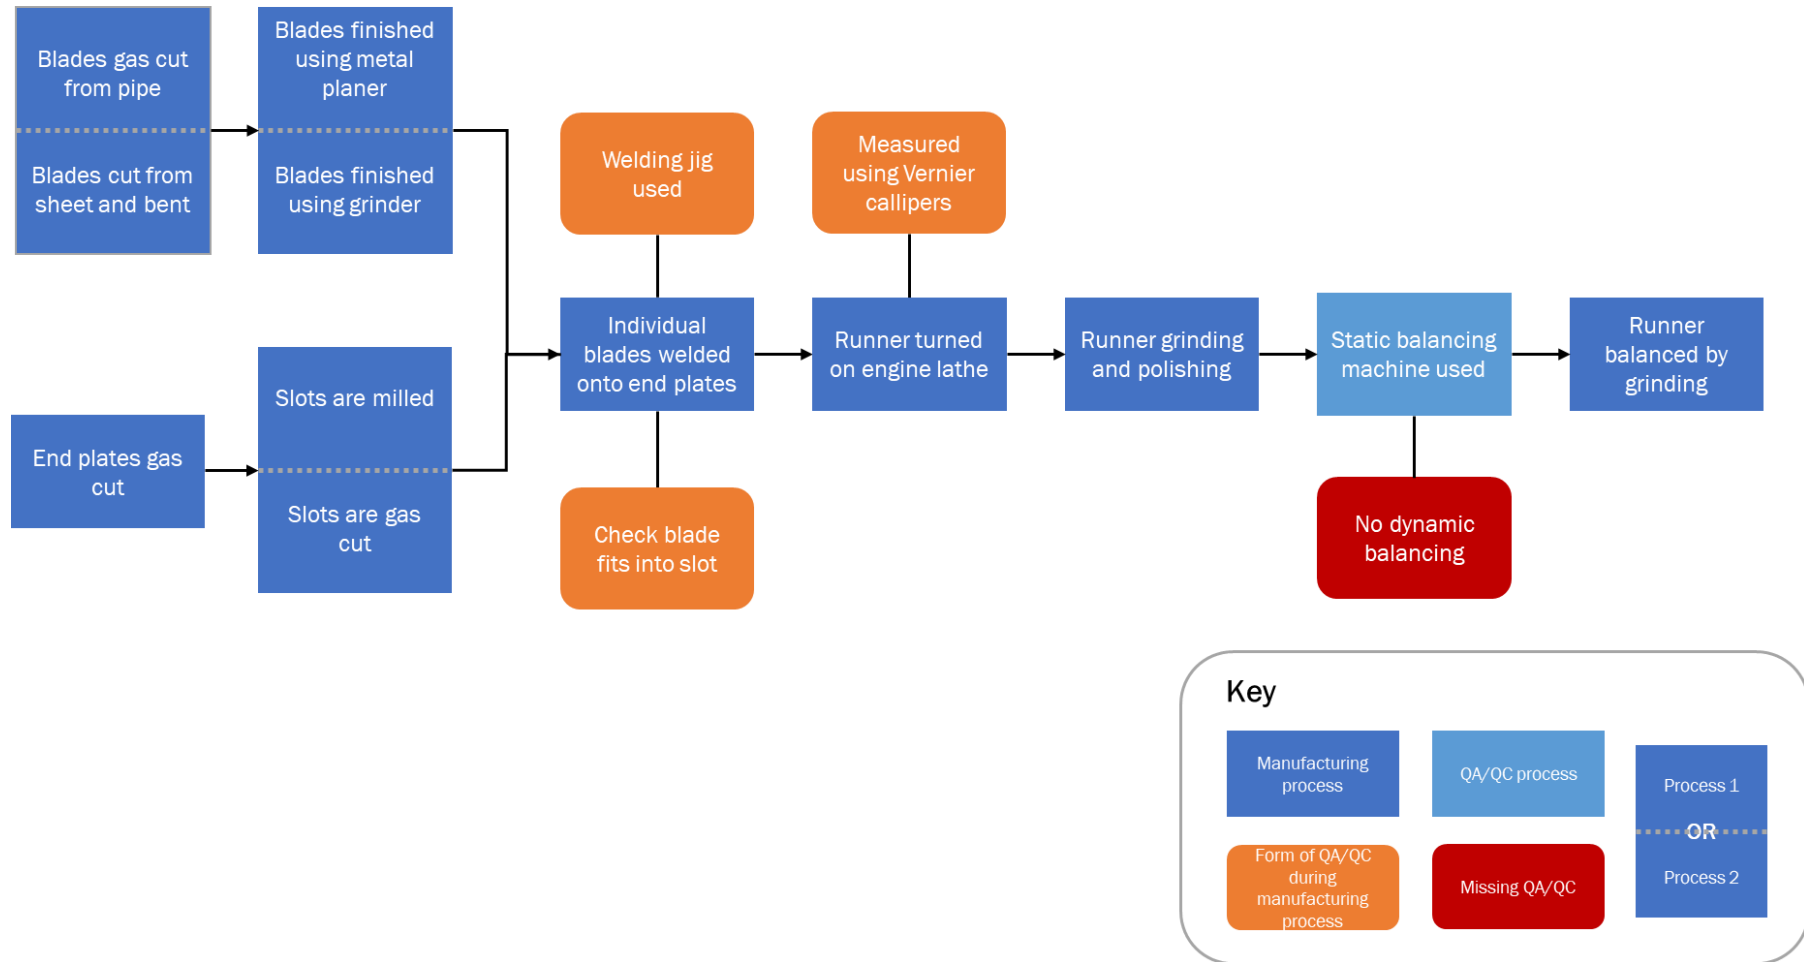 Blades gas cut
from pipe
Blades cut from
sheet and bent
Blades finished
using metal
planer
Blades finished
using grinder
Welding jig
used
Measured
using Vernier
callipers
Individual
blades welded
onto end plates
Runner turned
on engine lathe
Runner grinding
and polishing
Static balancing
machine used
Runner
balanced by
grinding
End plates gas
cut
Slots are milled
Slots are gas
cut
Check blade
fits into slot
No dynamic
balancing
Key
Manufacturing
process
QA/QC process
Process 1
OR
Process 2
Form of QA/QC
during
manufacturing
process
Missing QA/QC